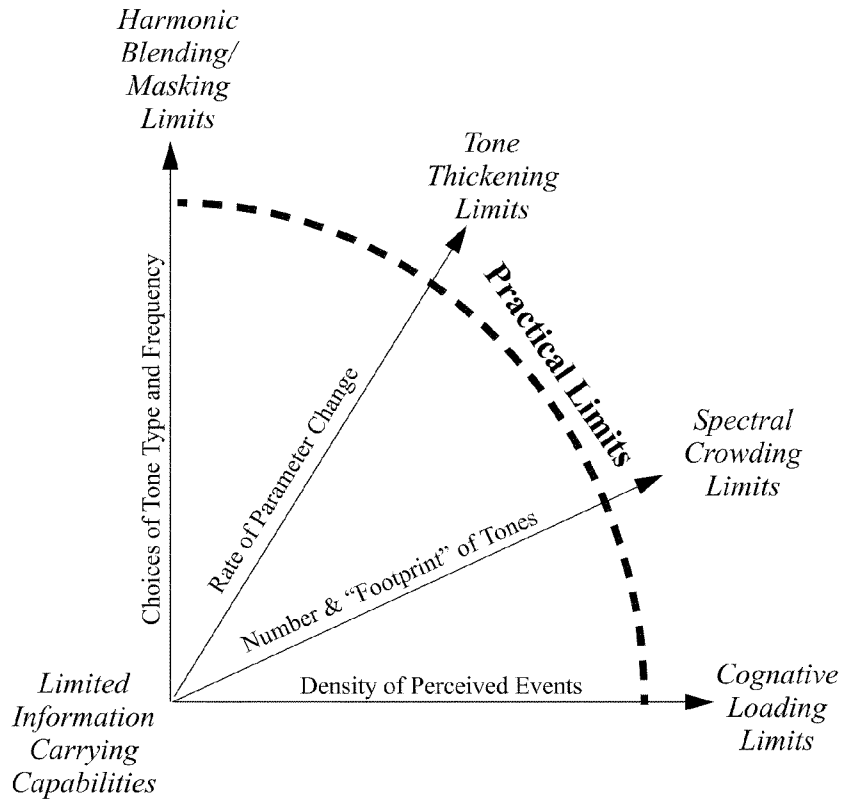 Harmonic
Blending/
Masking
Limits
Tone
Thickening
Limits
Practical Limits
Choices of Tone Type and Frequency
Rate of Parameter Change
Spectral
Crowding
Limits
Number & “Footprint” of Tones
Density of Perceived Events
Limited
Information
Carrying
Capabilities
Cognative
Loading
Limits